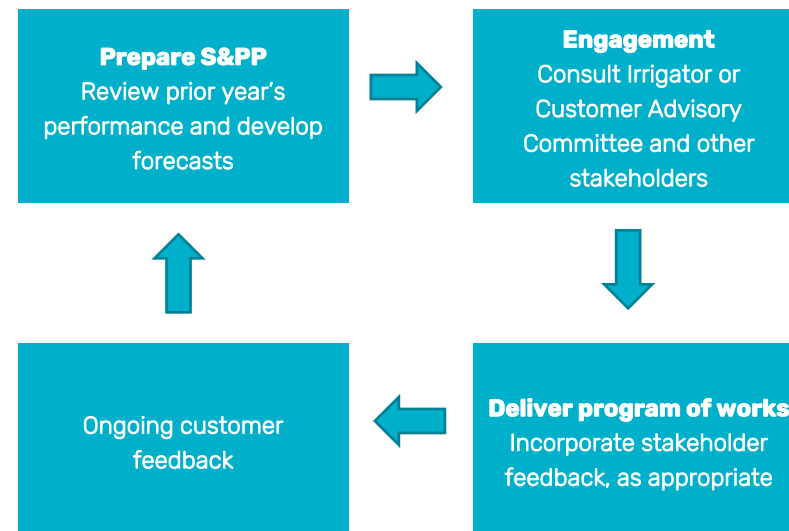 Prepare S&PP
Review prior year’s
performance and develop
forecasts
Engagement
Consult Irrigator or
Customer Advisory
Committee and other
stakeholders
Ongoing customer
feedback
Deliver program of works
Incorporate stakeholder
feedback, as appropriate